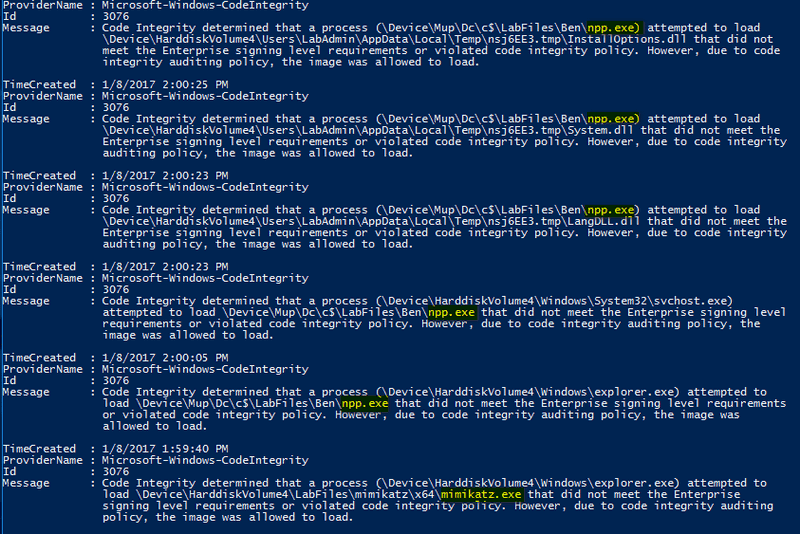 ProviderName : Microsoft-Windows-CodeIntegrity
Id : 3076
Message : Code Integrity determined that a process (\Device\Mup\Dc\c$\LabFiles\Ben\npp.exe) attempted to load
\Device\HarddiskVolume4\Users\LabAdmin\AppData\Local\Temp\nsj6EE3.tmp\InstallOptions.dll that did not
meet the Enterprise signing level requirements or violated code integrity policy. However, due to code
integrity auditing policy, the image was allowed to load.
TimeCreated : 1/8/2017 2:00:25 PM
ProviderName : Microsoft-Windows-CodeIntegrity
Id : 3076
Message : Code Integrity determined that a process (\Device\Mup\Dc\c$\LabFiles\Ben\npp.exe) attempted to load
\Device\HarddiskVolume4\Users\LabAdmin\AppData\Local\Temp\nsj6EE3.tmp\System.dll that did not meet the
Enterprise signing level requirements or violated code integrity policy. However, due to code integrity
auditing policy, the image was allowed to load.
TimeCreated : 1/8/2017 2:00:23 PM
ProviderName : Microsoft-Windows-CodeIntegrity
Id : 3076
Message : Code Integrity determined that a process (\Device\Mup\Dc\c$\LabFiles\Ben\npp.exe) attempted to load
\Device\HarddiskVolume4\Users\LabAdmin\AppData\Local\Temp\nsj6EE3.tmp\LangDLL.dll that did not meet the
Enterprise signing level requirements or violated code integrity policy. However, due to code integrity
auditing policy, the image was allowed to load.
TimeCreated : 1/8/2017 2:00:23 PM
ProviderName : Microsoft-Windows-CodeIntegrity
Id : 3076
Message : Code Integrity determined that a process (\Device\HarddiskVolume4\Windows\System32\svchost.exe)
attempted to load \Device\Mup\Dc\c$\LabFiles\Ben\npp.exe that did not meet the Enterprise signing level
requirements or violated code integrity policy. However, due to code integrity auditing policy, the
image was allowed to load.
TimeCreated : 1/8/2017 2:00:05 PM
ProviderName : Microsoft-Windows-CodeIntegrity
Id : 3076
Message : Code Integrity determined that a process (\Device\HarddiskVolume4\Windows\explorer.exe) attempted to
load \Device\Mup\Dc\c$\LabFiles\Ben\npp.exe that did not meet the Enterprise signing level requirements
or violated code integrity policy. However, due to code integrity auditing policy, the image was
allowed to load.
TimeCreated : 1/8/2017 1:59:40 PM
ProviderName : Microsoft-Windows-CodeIntegrity
Id : 3076
Message : Code Integrity determined that a process (\Device\HarddiskVolume4\Windows\explorer.exe) attempted to
load \Device\HarddiskVolume4\LabFiles\mimikatz\x64\mimikatz.exe that did not meet the Enterprise
signing level requirements or violated code integrity policy. However, due to code integrity auditing
policy, the image was allowed to load.